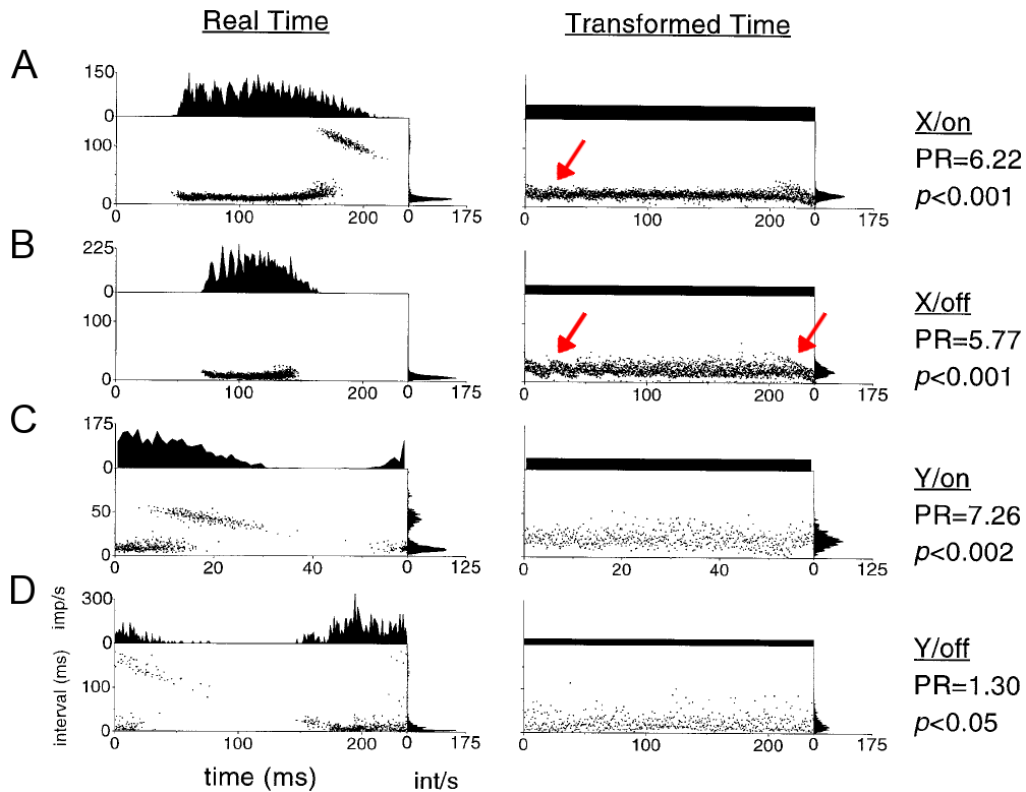 Real Time Transformed Time
A
150
0
100
0
0 100 200 0 175
0 100 200 0 175
X/on
PR=6.22
p<0.001
B
225
0
100
0
0 100 200 0 175
0 100 200 0 175
X/off
PR=5.77
p<0.001
C
175
0
50
0
0 20 40 0 125
0 20 40 0 125
Y/on
PR=7.26
p<0.002
D
imp/s
300
0
interval (ms)
100
0
0 100 200 0 175
0 100 200 0 175
Y/off
PR=1.30
p<0.05
time (ms) int/s